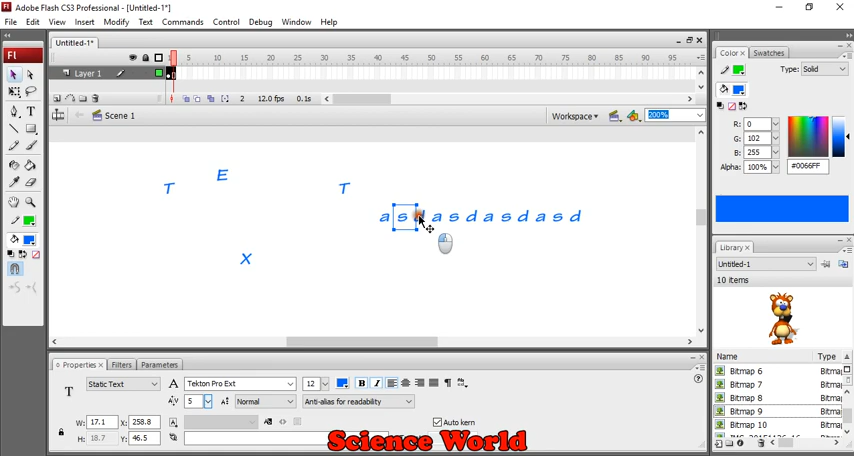 Adobe Flash CS3 Professional - [Untitled-1*]
File Edit View Insert Modify Text Commands Control Debug Window Help
Untitled-1*
1 5 10 15 20 25 30 35 40 45 50 55 60 65 70 75 80 85 90 95
Layer 1
2 12.0 fps 0.1s
Scene 1
Workspace
200%
T E T
a s d a s d a s d a s d
X
Properties Filters Parameters
Static Text
A Tekton Pro Ext
12
B I
A/V 5
Normal
Anti-alias for readability
W: 17.1 X: 258.8
H: 18.7 Y: 46.5
Auto kern
Science World
Fl
Color Swatches
Type: Solid
R: 0
G: 102
B: 255
Alpha: 100%
#0066FF
Library
Untitled-1
10 items
Name Type
Bitmap 6
Bitmap 7
Bitmap 8
Bitmap 9
Bitmap 10